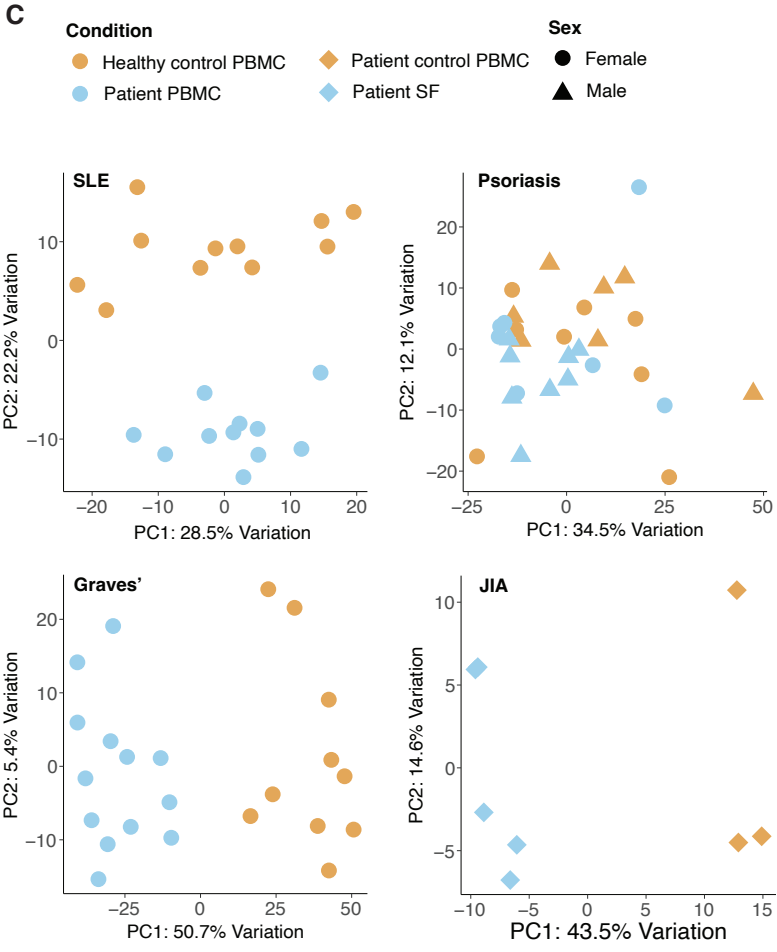 C
Condition
Sex
Healthy control PBMC
Patient control PBMC
Female
Patient PBMC
Patient SF
Male
SLE
PC2: 22.2% Variation
10
0
−10
−20
−10
0
10
20
PC1: 28.5% Variation
Psoriasis
PC2: 12.1% Variation
20
10
0
−10
−20
−25
0
25
50
PC1: 34.5% Variation
Graves’
PC2: 5.4% Variation
20
10
0
−10
−25
0
25
50
PC1: 50.7% Variation
JIA
PC2: 14.6% Variation
10
5
0
−5
−10
−5
0
5
10
15
PC1: 43.5% Variation